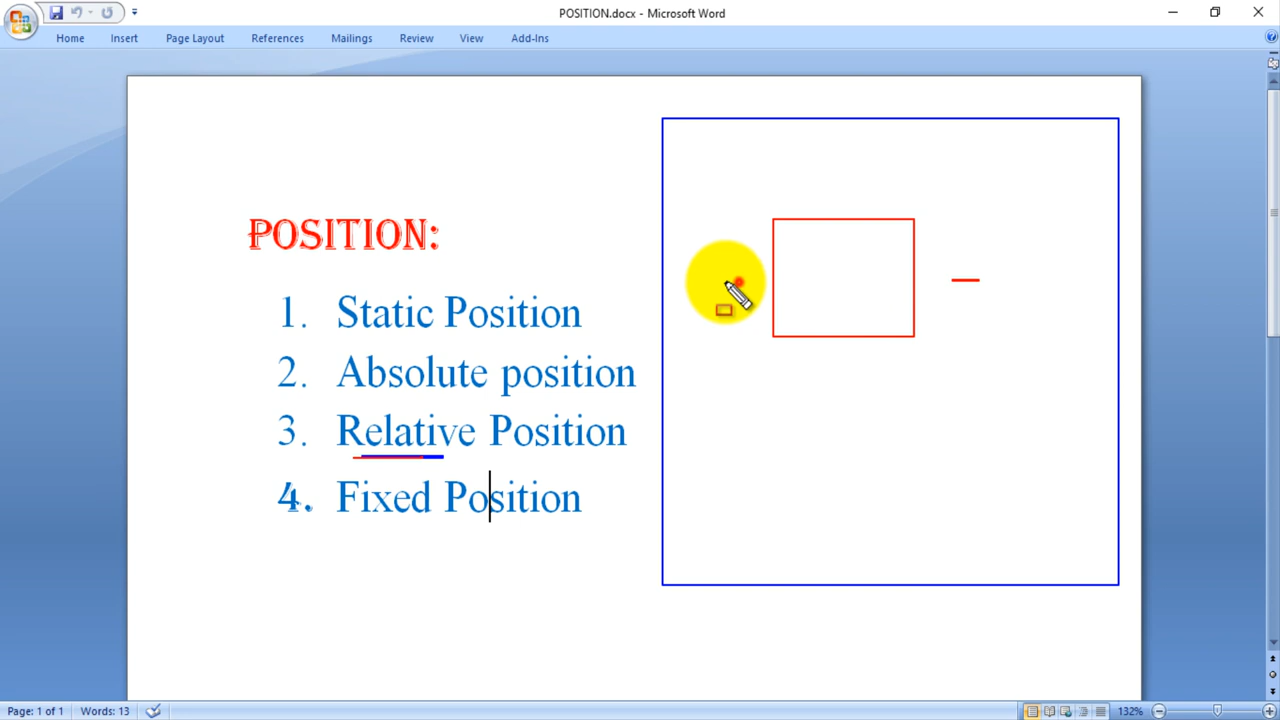 POSITION.docx - Microsoft Word
Home Insert Page Layout References Mailings Review View Add-Ins
POSITION:
1. Static Position
2. Absolute position
3. Relative Position
4. Fixed Position
Page: 1 of 1 Words: 13 132%